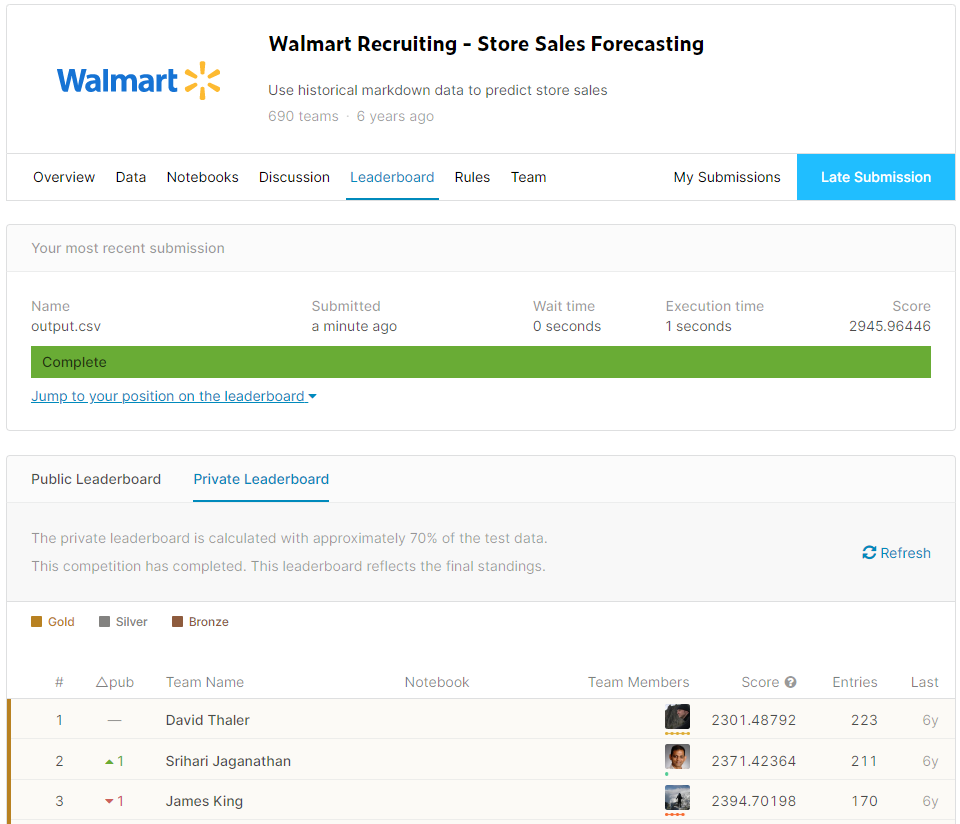 Walmart
Walmart Recruiting - Store Sales Forecasting
Use historical markdown data to predict store sales
690 teams · 6 years ago
Overview Data Notebooks Discussion Leaderboard Rules Team My Submissions Late Submission
Your most recent submission
Name Submitted Wait time Execution time Score
output.csv a minute ago 0 seconds 1 seconds 2945.96446
Complete
Jump to your position on the leaderboard
Public Leaderboard Private Leaderboard
The private leaderboard is calculated with approximately 70% of the test data.
This competition has completed. This leaderboard reflects the final standings.
Refresh
Gold Silver Bronze
# △pub Team Name Notebook Team Members Score ? Entries Last
1 — David Thaler 2301.48792 223 6y
2 ▲1 Srihari Jaganathan 2371.42364 211 6y
3 ▼1 James King 2394.70198 170 6y